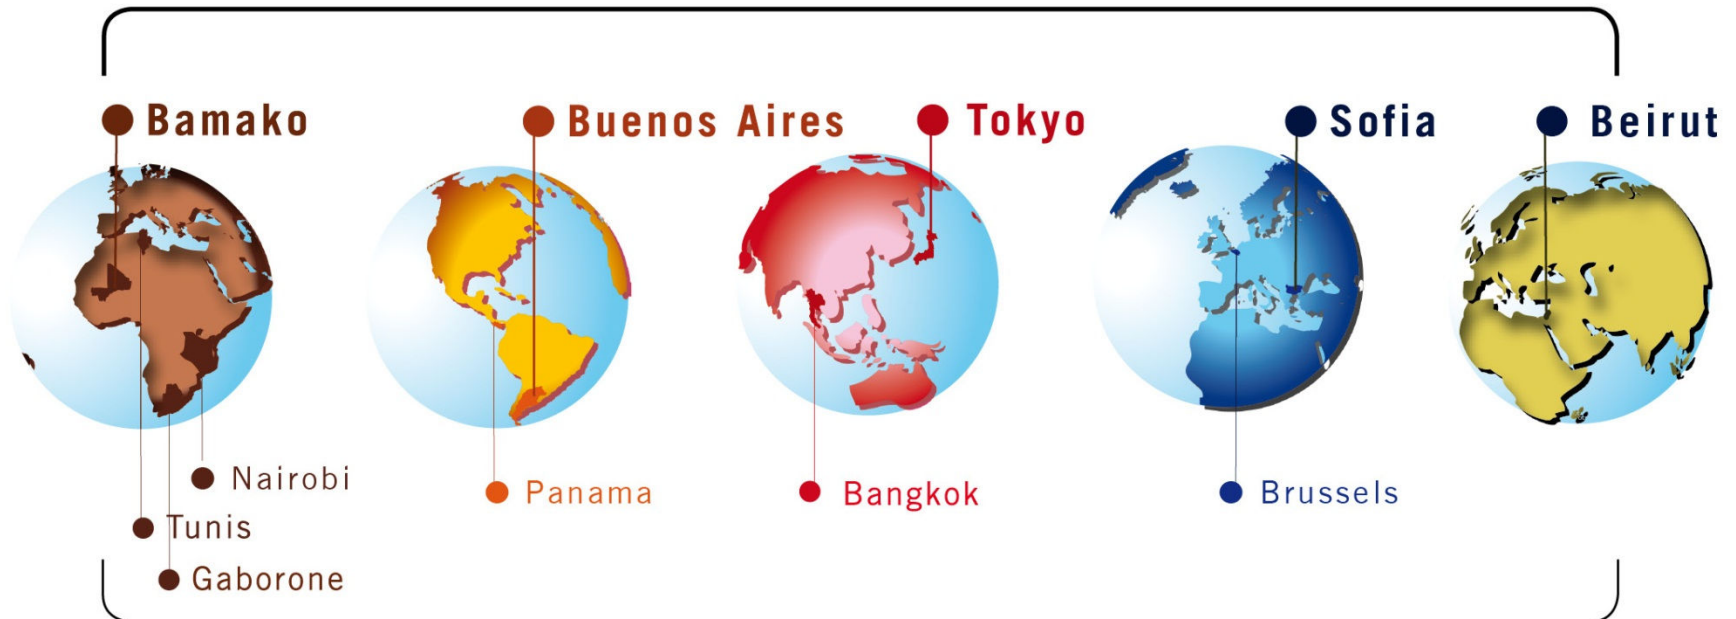 Bamako
Buenos Aires
Tokyo
Sofia
Beirut
Nairobi
Panama
Bangkok
Brussels
Tunis
Gaborone